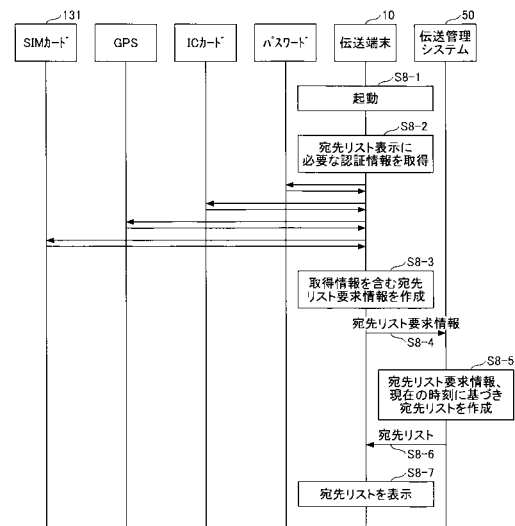 131
10
50
SIMカード
GPS
ICカード
パスワード
伝送端末
伝送管理
システム
S8-1
起動
S8-2
宛先リスト表示に
必要な認証情報を取得
S8-3
取得情報を含む宛先
リスト要求情報を作成
宛先リスト要求情報
S8-4
S8-5
宛先リスト要求情報、
現在の時刻に基づき
宛先リストを作成
宛先リスト
S8-6
S8-7
宛先リストを表示